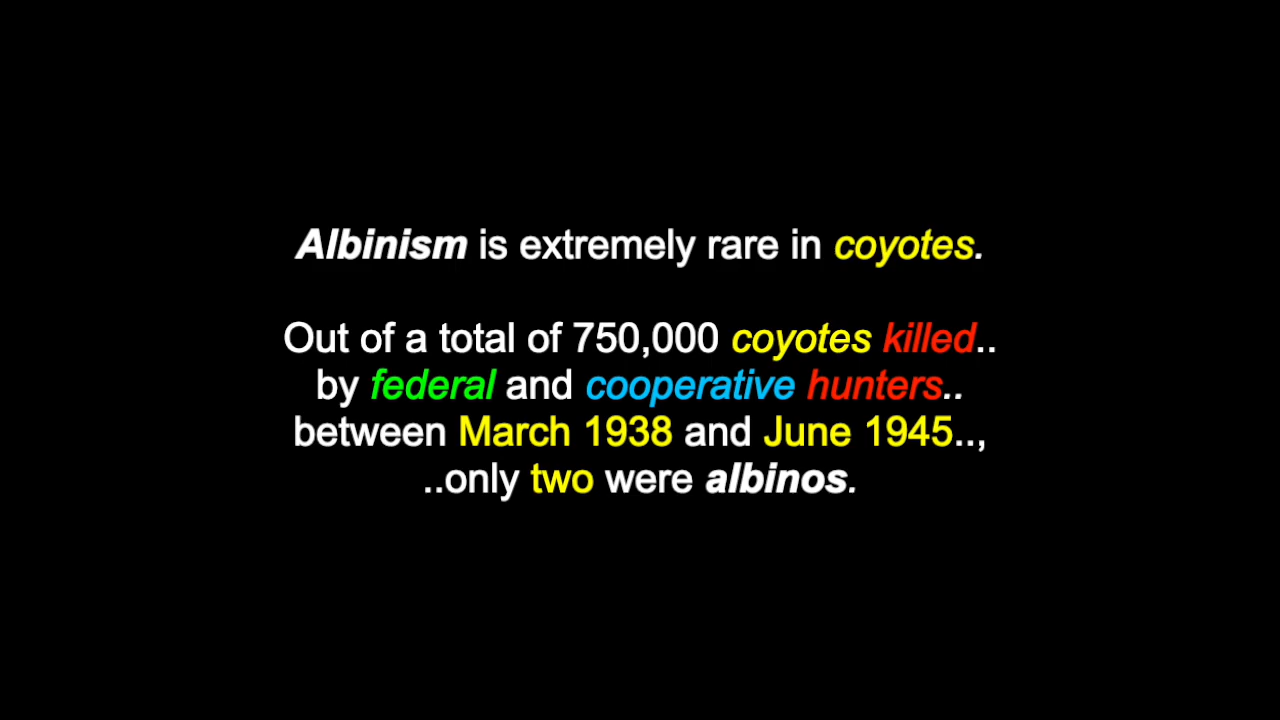 Albinism is extremely rare in coyotes.
Out of a total of 750,000 coyotes killed..
by federal and cooperative hunters..
between March 1938 and June 1945..,
..only two were albinos.